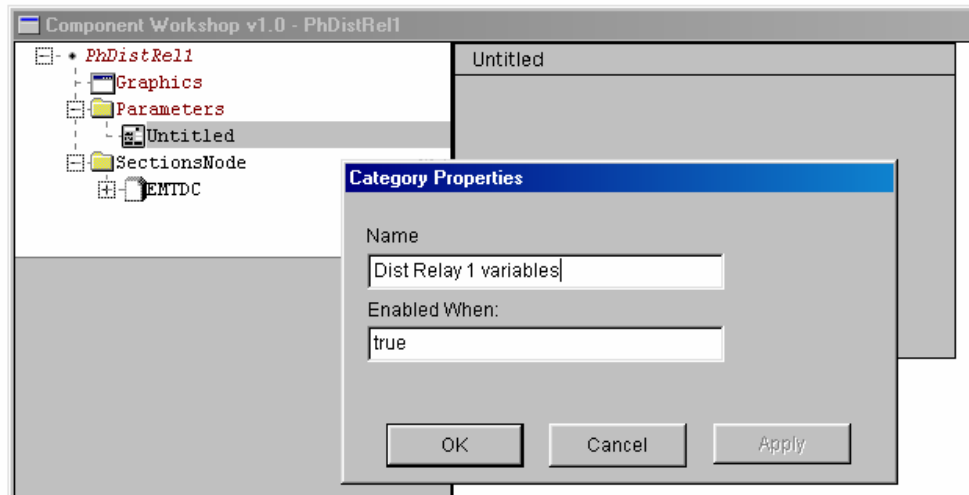 Component Workshop v1.0 - PhDistRel1
PhDistRel1
Graphics
Parameters
Untitled
SectionsNode
EMTDC
Untitled
Category Properties
Name
Dist Relay 1 variables
Enabled When:
true
OK
Cancel
Apply